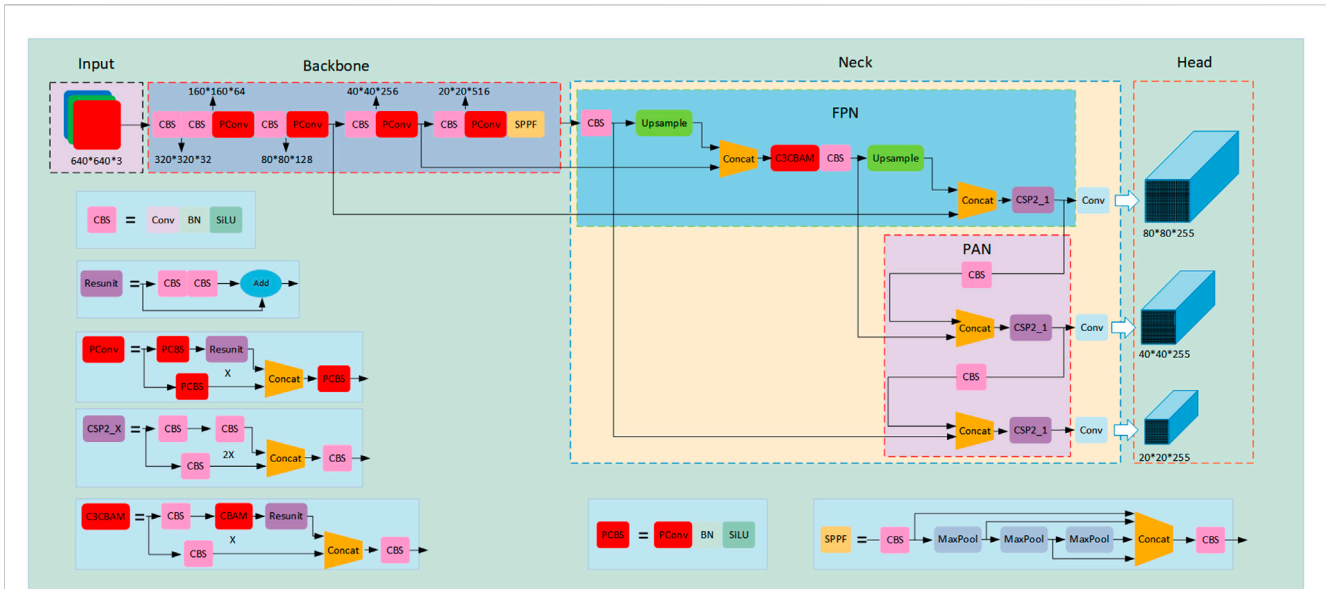 Input
Backbone
Neck
Head
160*160*64
40*40*256
20*20*516
FPN
CBS CBS PConv CBS PConv CBS PConv CBS PConv SPPF
CBS Upsample
Concat C3CBAM CBS Upsample
640*640*3
320*320*32
80*80*128
Concat CSP2_1 Conv
80*80*255
CBS = Conv BN SiLU
PAN
CBS
Resunit = CBS CBS Add
Concat CSP2_1 Conv
40*40*255
PConv = PCBS Resunit
X
PCBS
Concat PCBS
CBS
CSP2_X = CBS CBS
2X
CBS
Concat CBS
Concat CSP2_1 Conv
20*20*255
C3CBAM = CBS CBAM Resunit
X
CBS
Concat CBS
PCBS = PConv BN SiLU
SPPF = CBS MaxPool MaxPool MaxPool Concat CBS